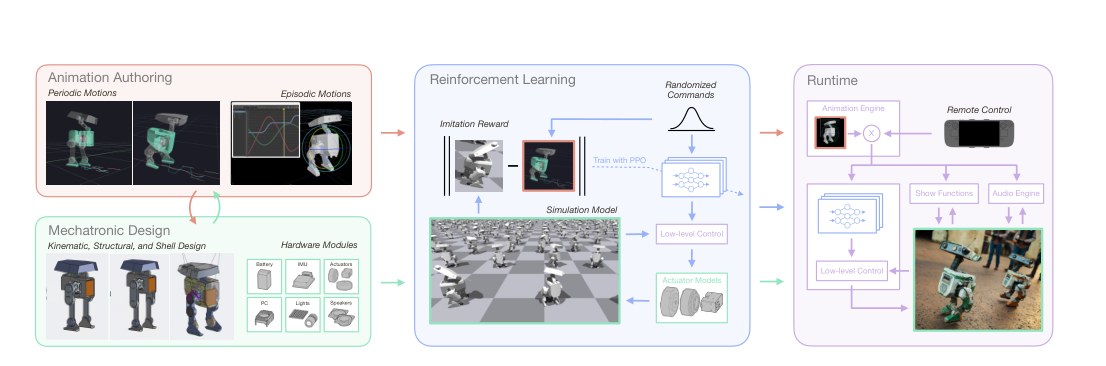 Animation Authoring
Periodic Motions
Episodic Motions
Mechatronic Design
Kinematic, Structural, and Shell Design
Hardware Modules
Battery
IMU
Actuators
PC
Lights
Speakers
Reinforcement Learning
Randomized
Commands
Imitation Reward
Train with PPO
Simulation Model
Low-level Control
Actuator Models
Runtime
Animation Engine
Remote Control
X
Show Functions
Audio Engine
Low-level Control